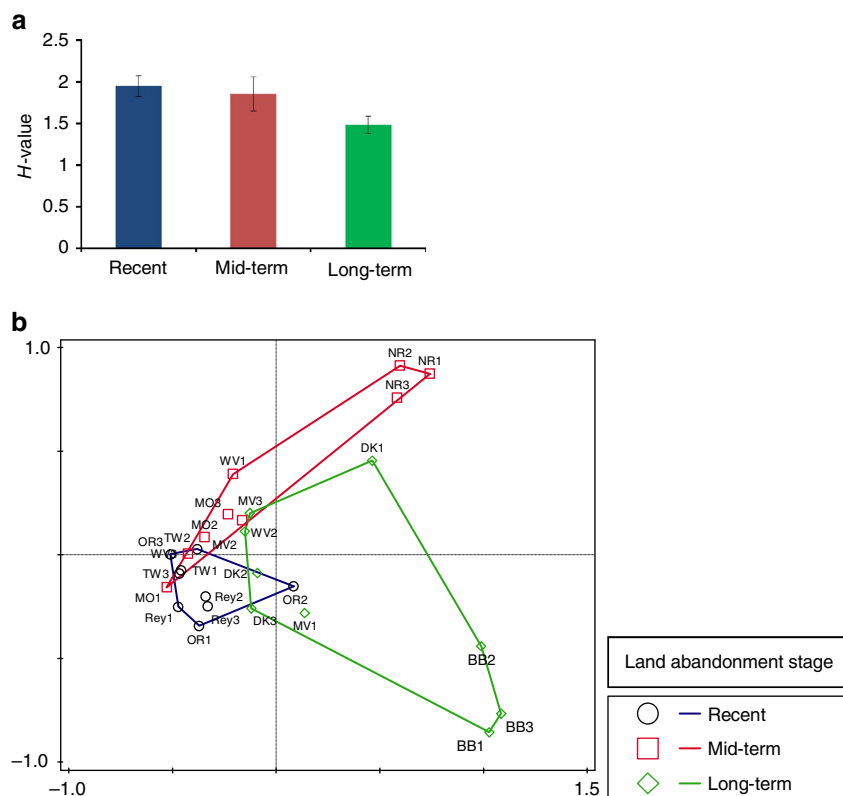 a
2.5
2
1.5
1
0.5
0
H-value
Recent
Mid-term
Long-term
b
1.0
NR2
NR1
NR3
DK1
WV1
MO3
MV3
MO2
WV2
OR3
TW2
MV2
TW3
TW1
DK2
MO1
Rey2
OR2
Rey1
Rey3
DK3
MV1
OR1
BB2
BB3
BB1
−1.0
−1.0
1.5
Land abandonment stage
Recent
Mid-term
Long-term